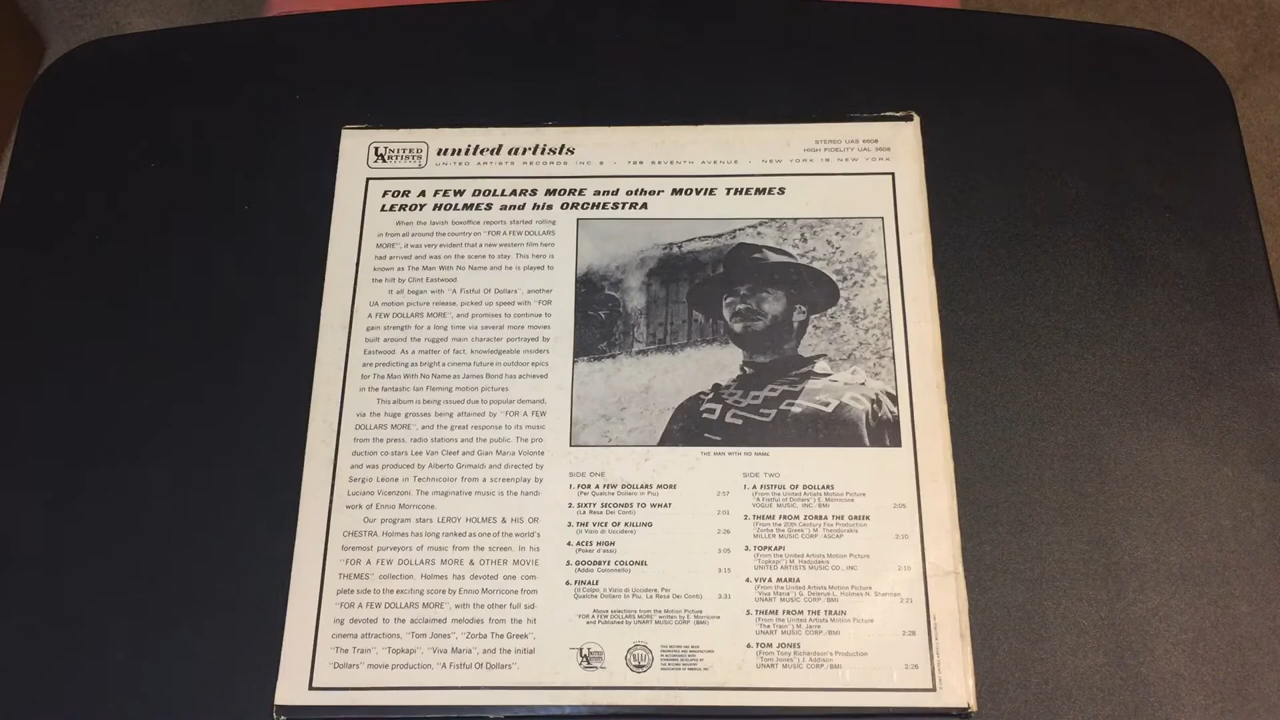 UNITED
ARTISTS
RECORDS
united artists
UNITED ARTISTS RECORDS INC. • 729 SEVENTH AVENUE • NEW YORK 19, NEW YORK
STEREO UAS 6608
HIGH FIDELITY UAL 3608
FOR A FEW DOLLARS MORE and other MOVIE THEMES
LEROY HOLMES and his ORCHESTRA
When the lavish boxoffice reports started rolling
in from all around the country on "FOR A FEW DOLLARS
MORE", it was very evident that a new western film hero
had arrived and was on the scene to stay. This hero is
known as The Man With No Name and he is played to
the hilt by Clint Eastwood.
It all began with "A Fistful Of Dollars", another
UA motion picture release, picked up speed with "FOR
A FEW DOLLARS MORE", and promises to continue to
gain strength for a long time via several more movies
built around the rugged main character portrayed by
Eastwood. As a matter of fact, knowledgeable insiders
are predicting as bright a cinema future in outdoor epics
for The Man With No Name as James Bond has achieved
in the fantastic Ian Fleming motion pictures.
This album is being issued due to popular demand,
via the huge grosses being attained by "FOR A FEW
DOLLARS MORE", and the great response to its music
from the press, radio stations and the public. The pro
duction co-stars Lee Van Cleef and Gian Maria Volonte
and was produced by Alberto Grimaldi and directed by
Sergio Leone in Technicolor from a screenplay by
Luciano Vicenzoni. The imaginative music is the handi-
work of Ennio Morricone.
Our program stars LEROY HOLMES & HIS OR
CHESTRA. Holmes has long ranked as one of the world's
foremost purveyors of music from the screen. In his
"FOR A FEW DOLLARS MORE & OTHER MOVIE
THEMES" collection, Holmes has devoted one com-
plete side to the exciting score by Ennio Morricone from
"FOR A FEW DOLLARS MORE", with the other full sid-
ing devoted to the acclaimed melodies from the hit
cinema attractions, "Tom Jones", "Zorba The Greek",
"The Train", "Topkapi", "Viva Maria", and the initial
"Dollars" movie production, "A Fistful Of Dollars".
THE MAN WITH NO NAME
SIDE ONE
1. FOR A FEW DOLLARS MORE
(Per Qualche Dollaro in Piu) 2:57
2. SIXTY SECONDS TO WHAT
(La Resa Dei Conti) 2:01
3. THE VICE OF KILLING
(Il Vizio di Uccidere) 2:26
4. ACES HIGH
(Poker d'assi) 3:05
5. GOODBYE COLONEL
(Addio Colonnello) 3:15
6. FINALE
(Il Colpo, Il Vizio di Uccidere, Per
Qualche Dollaro In Piu, La Resa Dei Conti) 3:31
Above selections from the Motion Picture
"FOR A FEW DOLLARS MORE" written by E. Morricone
and Published by UNART MUSIC CORP. (BMI)
SIDE TWO
1. A FISTFUL OF DOLLARS
(From the United Artists Motion Picture
"A Fistful of Dollars") E. Morricone
VOGUE MUSIC, INC./BMI 2:05
2. THEME FROM ZORBA THE GREEK
(From the 20th Century Fox Production
"Zorba the Greek") M. Theodorakis
MILLER MUSIC CORP./ASCAP 2:10
3. TOPKAPI
(From the United Artists Motion Picture
"Topkapi") M. Hadjidakis
UNITED ARTISTS MUSIC CO., INC. 2:10
4. VIVA MARIA
(From the United Artists Motion Picture
"Viva Maria") G. Delerue-L. Holmes-N. Sherman
UNART MUSIC CORP./BMI 2:21
5. THEME FROM THE TRAIN
(From the United Artists Motion Picture
"The Train") M. Jarre
UNART MUSIC CORP./BMI 2:28
6. TOM JONES
(From Tony Richardson's Production
"Tom Jones") J. Addison
UNART MUSIC CORP./BMI 2:26
UNITED
ARTISTS
RIAA
THIS RECORD HAS BEEN
ENGINEERED AND MANUFACTURED
IN ACCORDANCE WITH
STANDARDS DEVELOPED BY
THE RECORD INDUSTRY
ASSOCIATION OF AMERICA, INC.